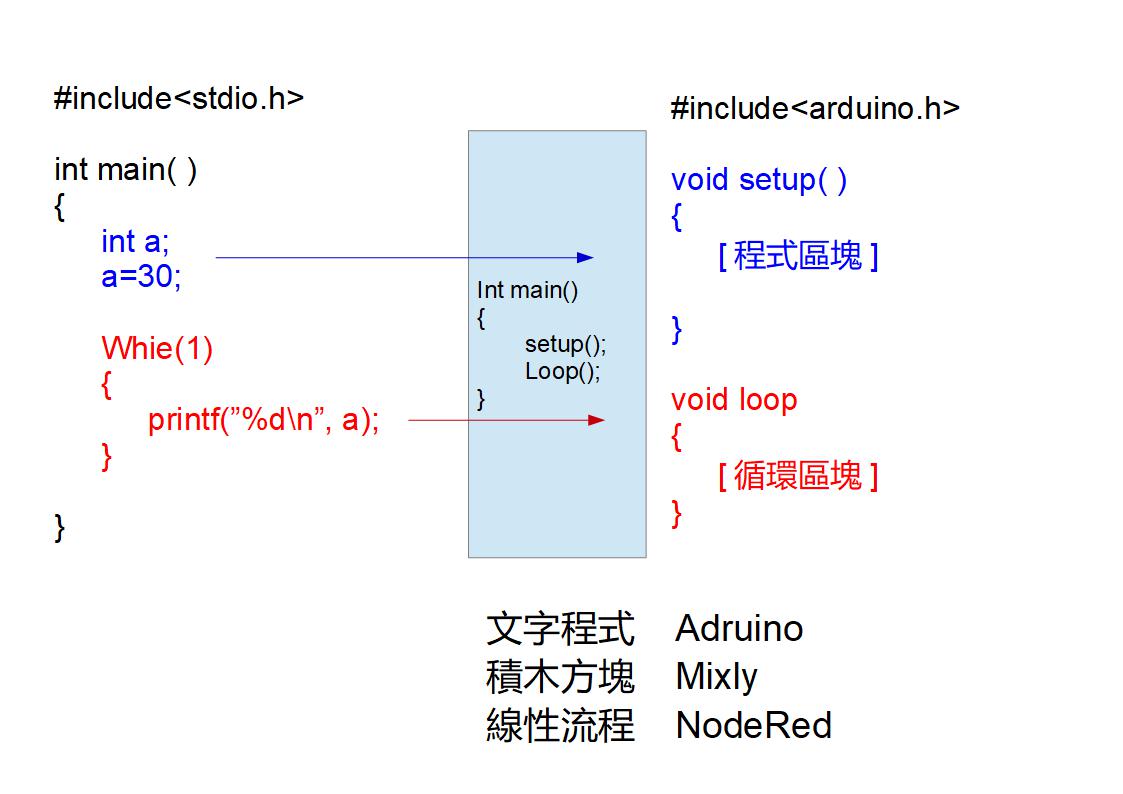 #include<stdio.h>
int main( )
{
int a;
a=30;
Whie(1)
{
printf(”%d\n”, a);
}
}
Int main()
{
setup();
Loop();
}
#include<arduino.h>
void setup( )
{
[ 程式區塊 ]
}
void loop
{
[ 循環區塊 ]
}
文字程式 Adruino
積木方塊 Mixly
線性流程 NodeRed